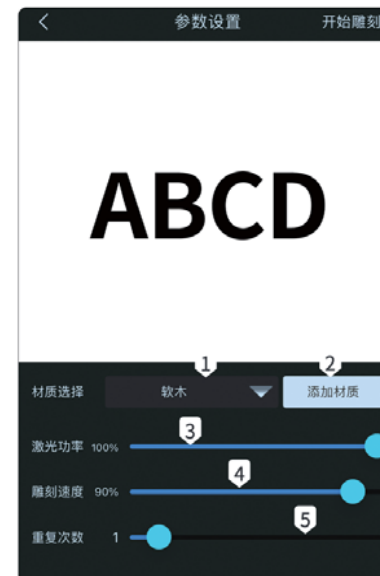 参数设置 开始雕刻
ABCD
1 2
材质选择 软木 添加材质
3
激光功率 100%
4
雕刻速度 90%
5
重复次数 1